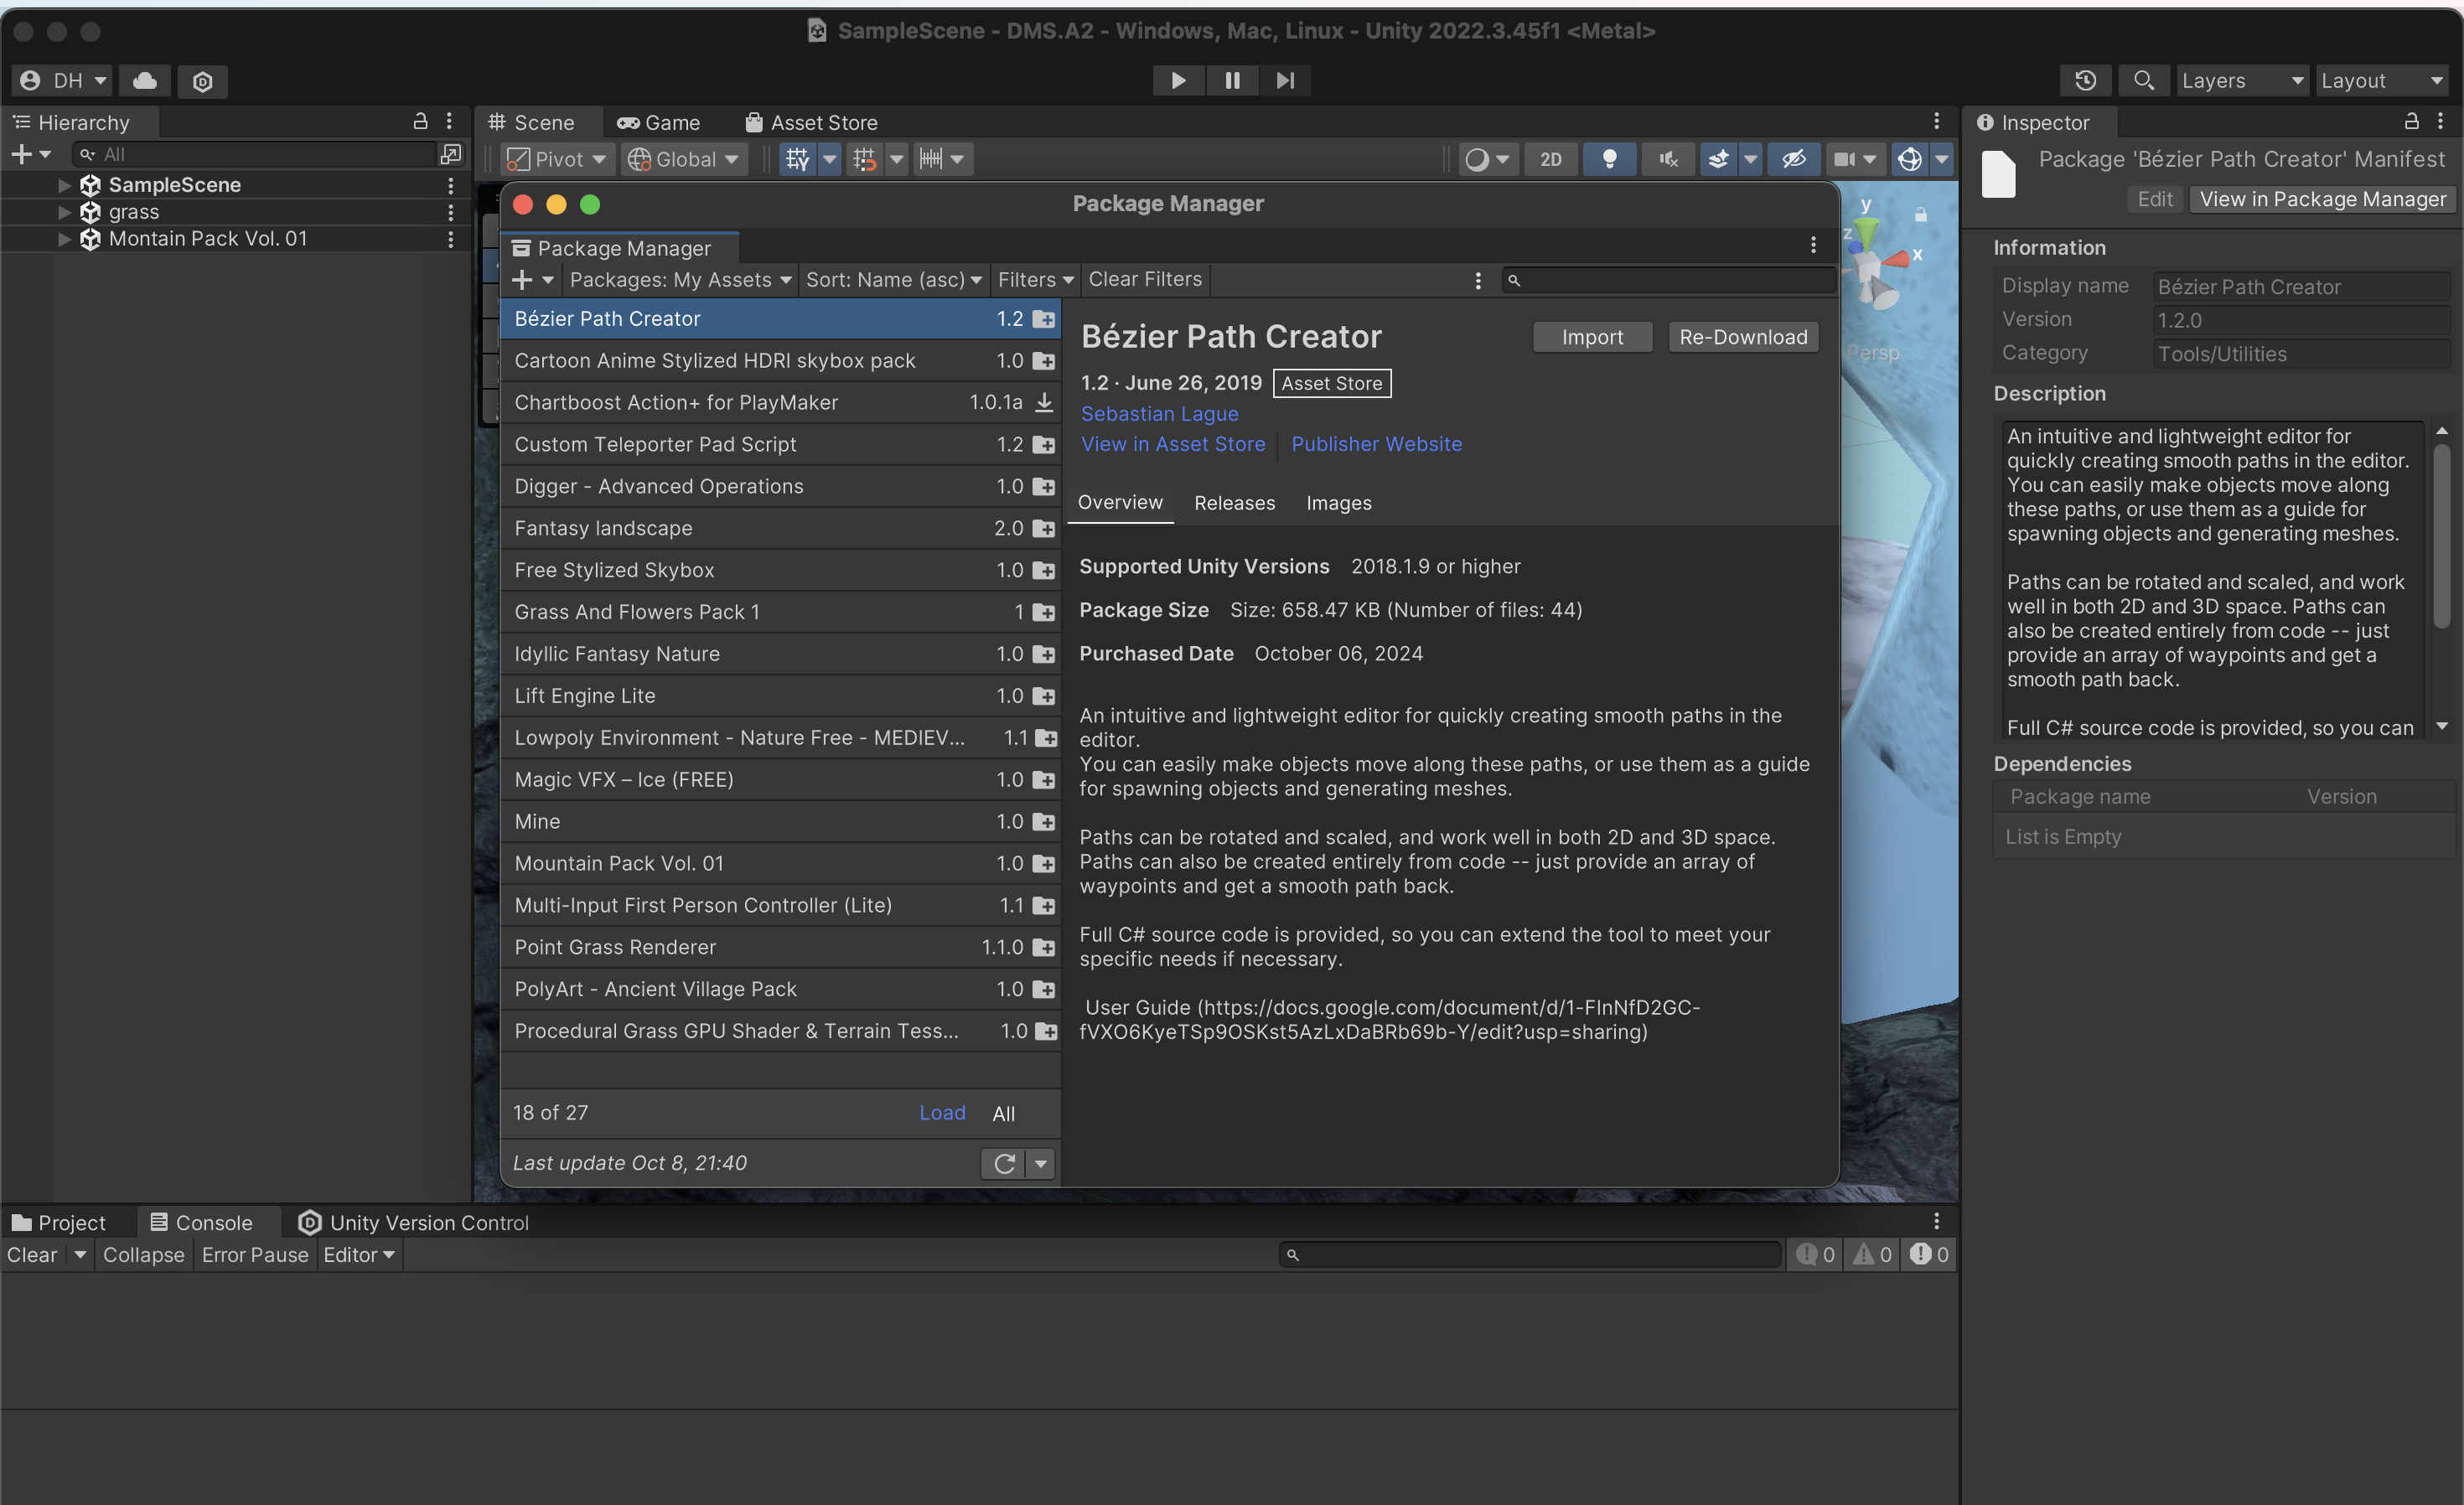 SampleScene - DMS.A2 - Windows, Mac, Linux - Unity 2022.3.45f1 <Metal>
DH
Layers
Layout
Hierarchy
All
SampleScene
grass
Montain Pack Vol. 01
Scene
Game
Asset Store
Pivot
Global
2D
y
z
x
Persp
Package Manager
Package Manager
Packages: My Assets
Sort: Name (asc)
Filters
Clear Filters
Bézier Path Creator 1.2
Cartoon Anime Stylized HDRI skybox pack 1.0
Chartboost Action+ for PlayMaker 1.0.1a
Custom Teleporter Pad Script 1.2
Digger - Advanced Operations 1.0
Fantasy landscape 2.0
Free Stylized Skybox 1.0
Grass And Flowers Pack 1 1
Idyllic Fantasy Nature 1.0
Lift Engine Lite 1.0
Lowpoly Environment - Nature Free - MEDIEV... 1.1
Magic VFX – Ice (FREE) 1.0
Mine 1.0
Mountain Pack Vol. 01 1.0
Multi-Input First Person Controller (Lite) 1.1
Point Grass Renderer 1.1.0
PolyArt - Ancient Village Pack 1.0
Procedural Grass GPU Shader & Terrain Tess... 1.0
18 of 27 Load All
Last update Oct 8, 21:40
Bézier Path Creator
Import
Re-Download
1.2 · June 26, 2019 Asset Store
Sebastian Lague
View in Asset Store Publisher Website
Overview Releases Images
Supported Unity Versions 2018.1.9 or higher
Package Size Size: 658.47 KB (Number of files: 44)
Purchased Date October 06, 2024
An intuitive and lightweight editor for quickly creating smooth paths in the
editor.
You can easily make objects move along these paths, or use them as a guide
for spawning objects and generating meshes.
Paths can be rotated and scaled, and work well in both 2D and 3D space.
Paths can also be created entirely from code -- just provide an array of
waypoints and get a smooth path back.
Full C# source code is provided, so you can extend the tool to meet your
specific needs if necessary.
User Guide (https://docs.google.com/document/d/1-FInNfD2GC-
fVXO6KyeTSp9OSKst5AzLxDaBRb69b-Y/edit?usp=sharing)
Inspector
Package 'Bézier Path Creator' Manifest
Edit
View in Package Manager
Information
Display name Bézier Path Creator
Version 1.2.0
Category Tools/Utilities
Description
An intuitive and lightweight editor for
quickly creating smooth paths in the editor.
You can easily make objects move along
these paths, or use them as a guide for
spawning objects and generating meshes.
Paths can be rotated and scaled, and work
well in both 2D and 3D space. Paths can
also be created entirely from code -- just
provide an array of waypoints and get a
smooth path back.
Full C# source code is provided, so you can
Dependencies
Package name Version
List is Empty
Project
Console
Unity Version Control
Clear
Collapse
Error Pause
Editor
0
0
0